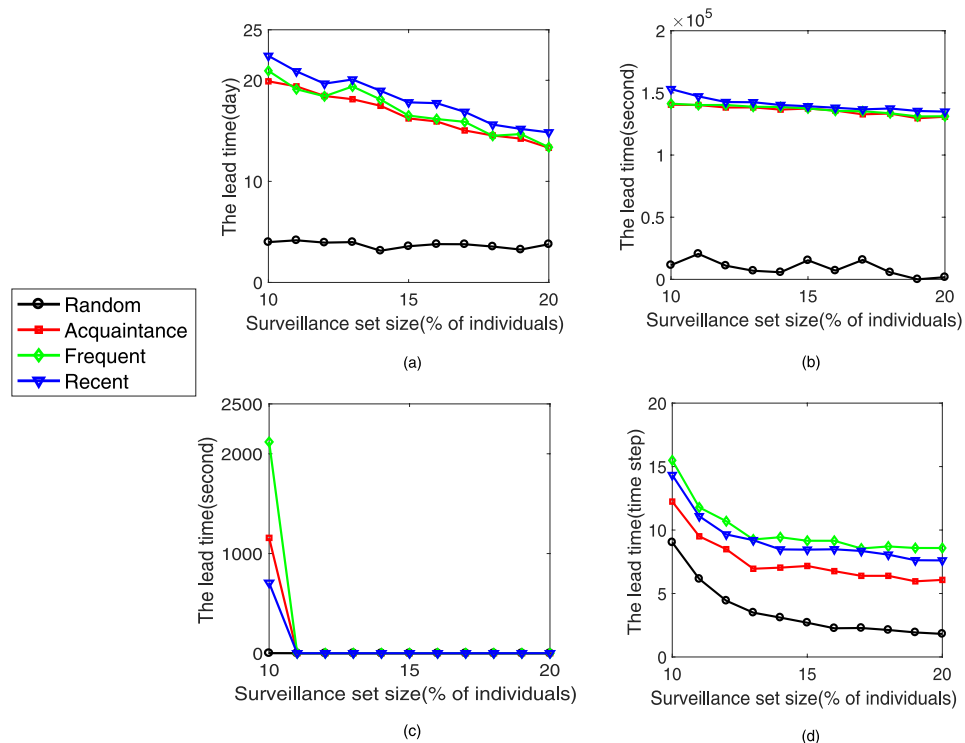 25
20
15
10
5
0
The lead time(day)
10 15 20
Surveillance set size(% of individuals)
(a)
×10^5
2
1.5
1
0.5
0
The lead time(second)
10 15 20
Surveillance set size(% of individuals)
(b)
Random
Acquaintance
Frequent
Recent
2500
2000
1000
0
The lead time(second)
10 15 20
Surveillance set size(% of individuals)
(c)
20
15
10
5
0
The lead time(time step)
10 15 20
Surveillance set size(% of individuals)
(d)